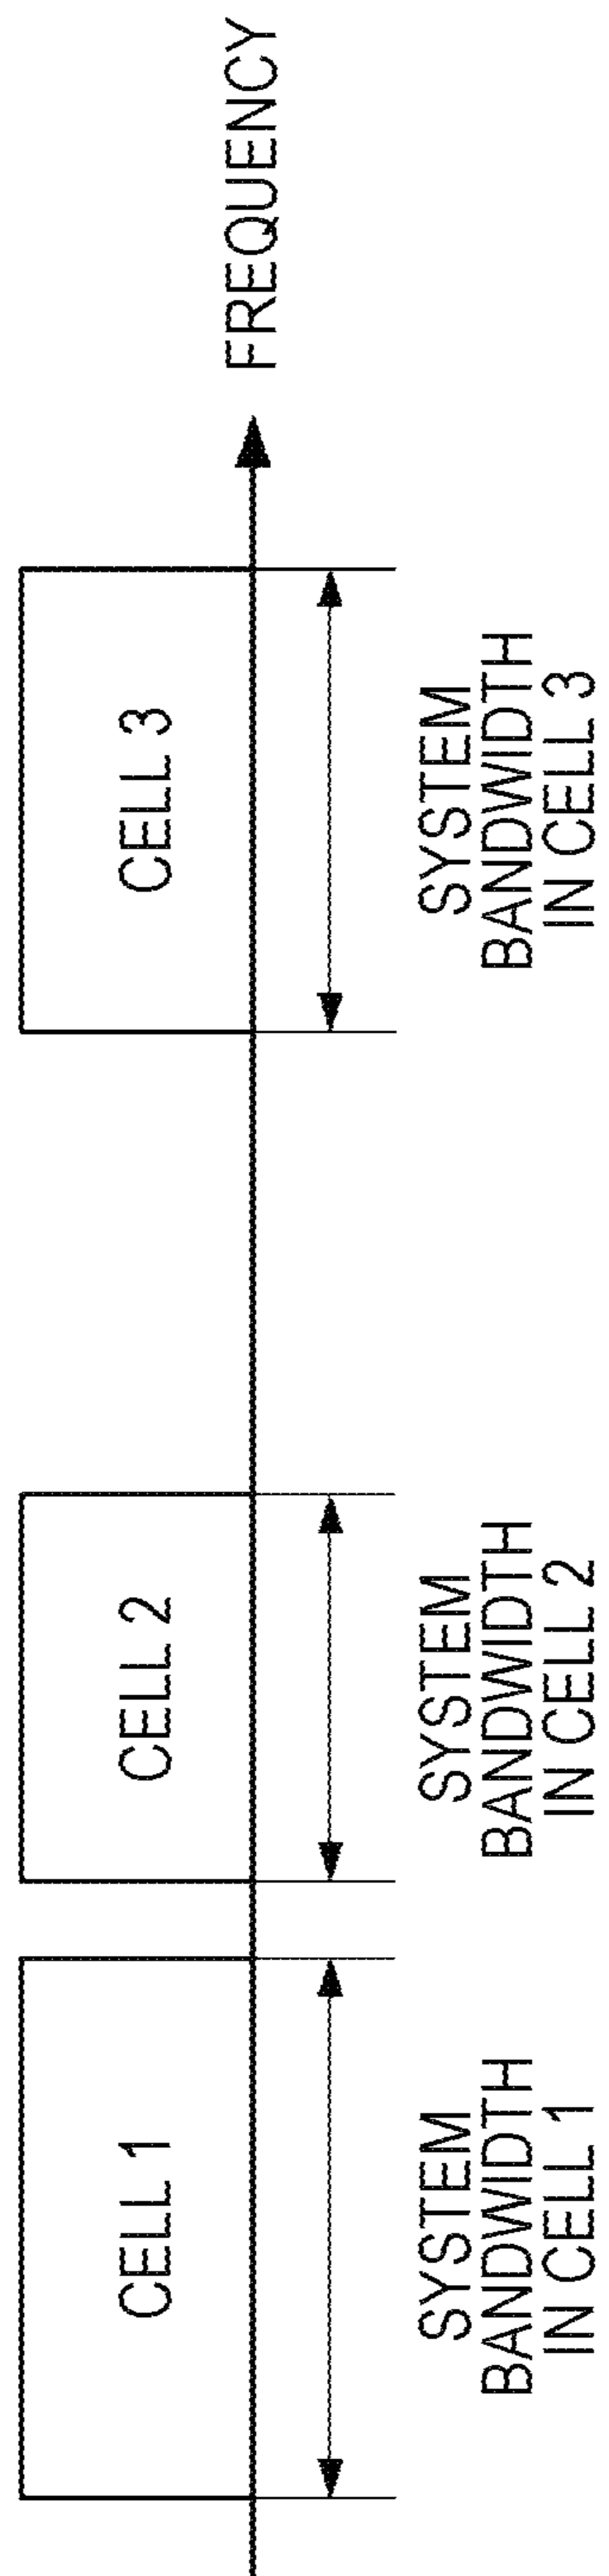 CELL 1
CELL 2
CELL 3
FREQUENCY
SYSTEM
BANDWIDTH
IN CELL 1
SYSTEM
BANDWIDTH
IN CELL 2
SYSTEM
BANDWIDTH
IN CELL 3